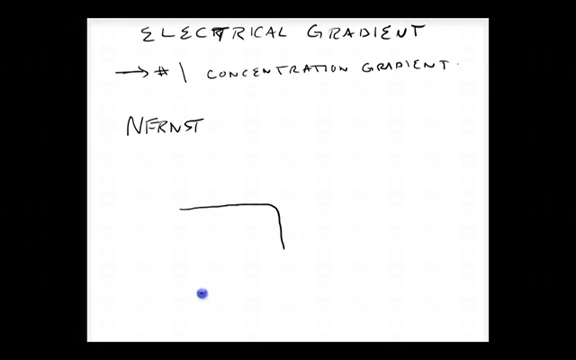 ELECTRICAL GRADIENT
→ # 1 CONCENTRATION GRADIENT.
NERNST